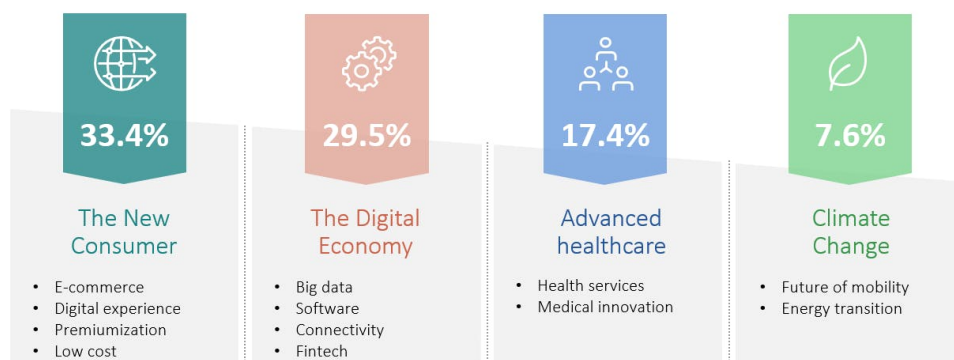 33.4%
The New
Consumer
• E-commerce
• Digital experience
• Premiumization
• Low cost
29.5%
The Digital
Economy
• Big data
• Software
• Connectivity
• Fintech
17.4%
Advanced
healthcare
• Health services
• Medical innovation
7.6%
Climate
Change
• Future of mobility
• Energy transition